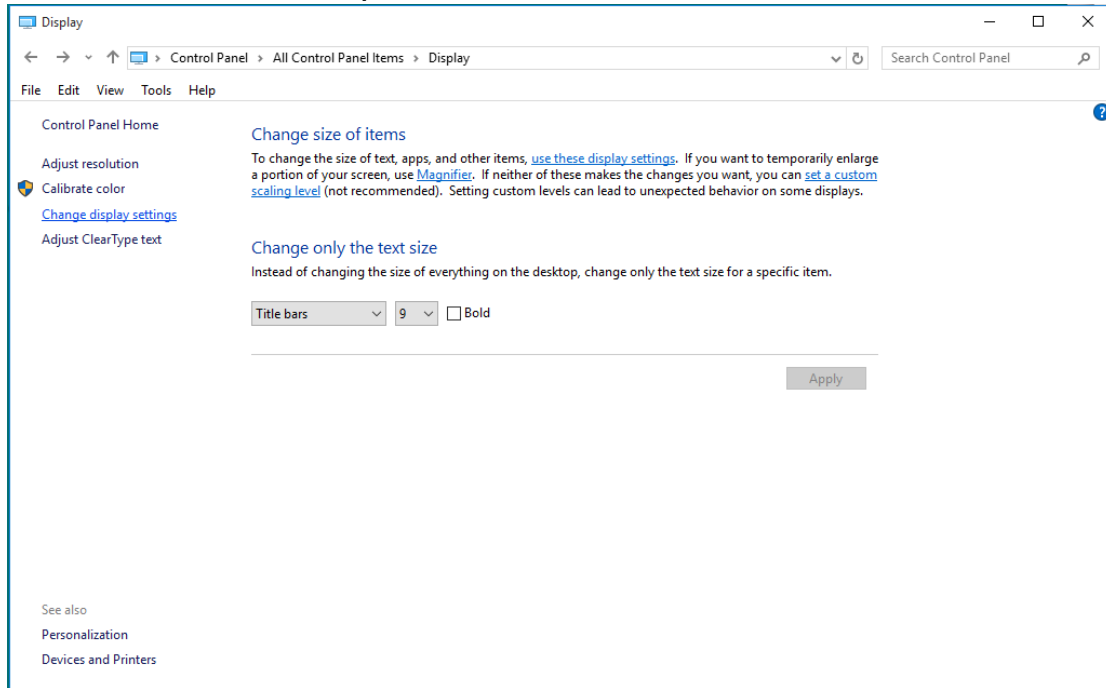 Display
Control Panel > All Control Panel Items > Display
Search Control Panel
File Edit View Tools Help
Control Panel Home
Adjust resolution
Calibrate color
Change display settings
Adjust ClearType text
Change size of items
To change the size of text, apps, and other items, use these display settings. If you want to temporarily enlarge
a portion of your screen, use Magnifier. If neither of these makes the changes you want, you can set a custom
scaling level (not recommended). Setting custom levels can lead to unexpected behavior on some displays.
Change only the text size
Instead of changing the size of everything on the desktop, change only the text size for a specific item.
Title bars 9 Bold
Apply
See also
Personalization
Devices and Printers